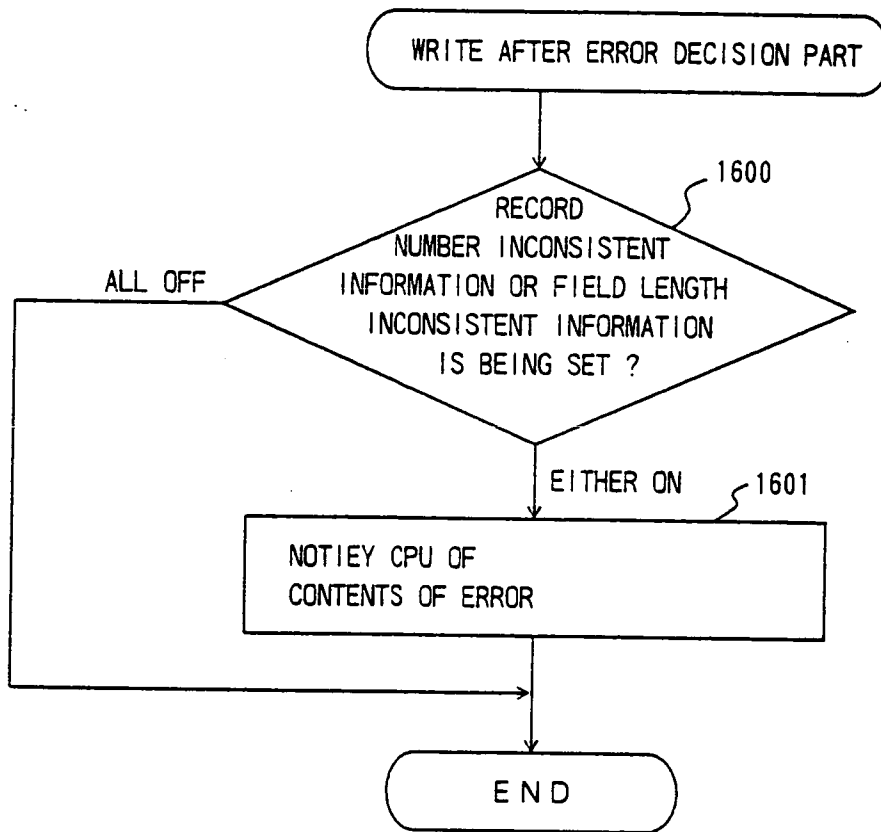 WRITE AFTER ERROR DECISION PART
1600
RECORD
NUMBER INCONSISTENT
INFORMATION OR FIELD LENGTH
INCONSISTENT INFORMATION
IS BEING SET ?
ALL OFF
EITHER ON
1601
NOTIEY CPU OF
CONTENTS OF ERROR
END